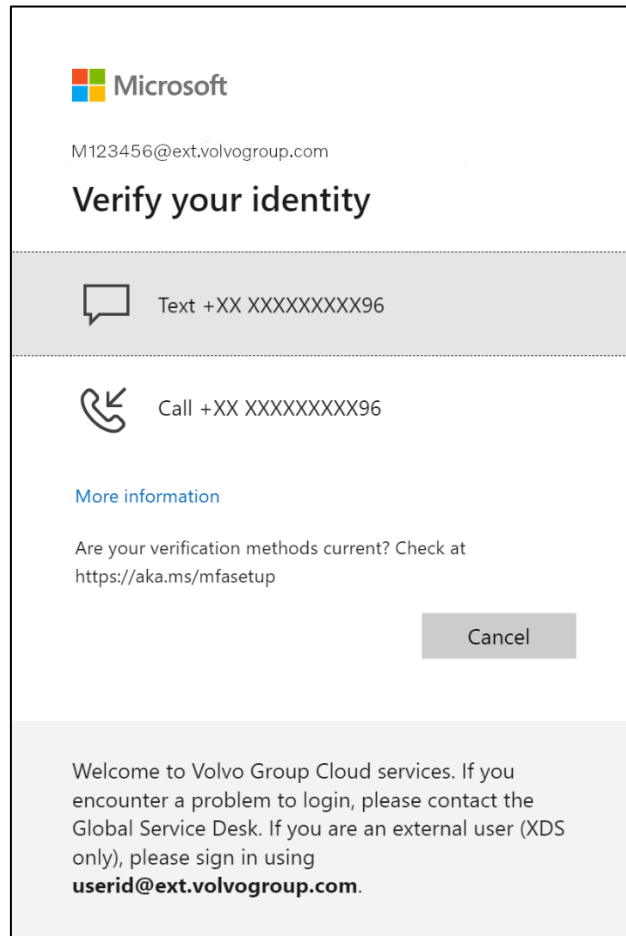 Microsoft
M123456@ext.volvogroup.com
Verify your identity
Text +XX XXXXXXXXX96
Call +XX XXXXXXXXX96
More information
Are your verification methods current? Check at
https://aka.ms/mfasetup
Cancel
Welcome to Volvo Group Cloud services. If you
encounter a problem to login, please contact the
Global Service Desk. If you are an external user (XDS
only), please sign in using
userid@ext.volvogroup.com.